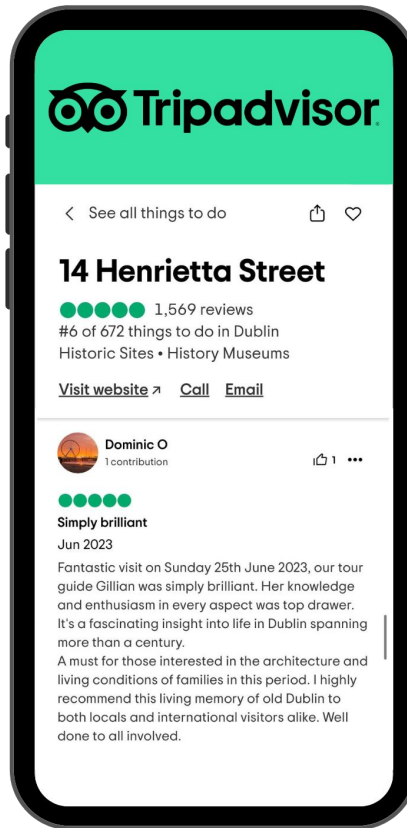 Tripadvisor
See all things to do
14 Henrietta Street
1,569 reviews
#6 of 672 things to do in Dublin
Historic Sites • History Museums
Visit website Call Email
Dominic O
1 contribution
1
Simply brilliant
Jun 2023
Fantastic visit on Sunday 25th June 2023, our tour
guide Gillian was simply brilliant. Her knowledge
and enthusiasm in every aspect was top drawer.
It's a fascinating insight into life in Dublin spanning
more than a century.
A must for those interested in the architecture and
living conditions of families in this period. I highly
recommend this living memory of old Dublin to
both locals and international visitors alike. Well
done to all involved.